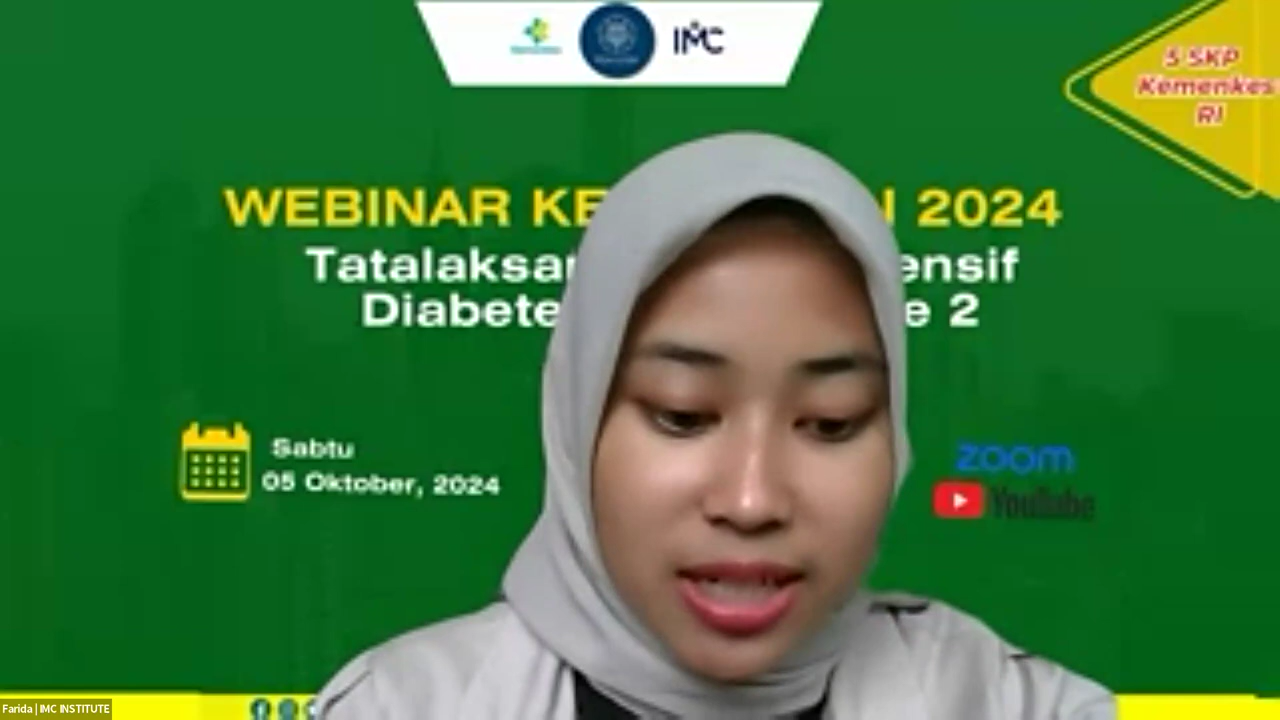 IMC
5 SKP
Kemenkes
RI
WEBINAR KE N 2024
Tatalaksan ensif
Diabete e 2
Sabtu
05 Oktober, 2024
zoom
YouTube
Farida | IMC INSTITUTE